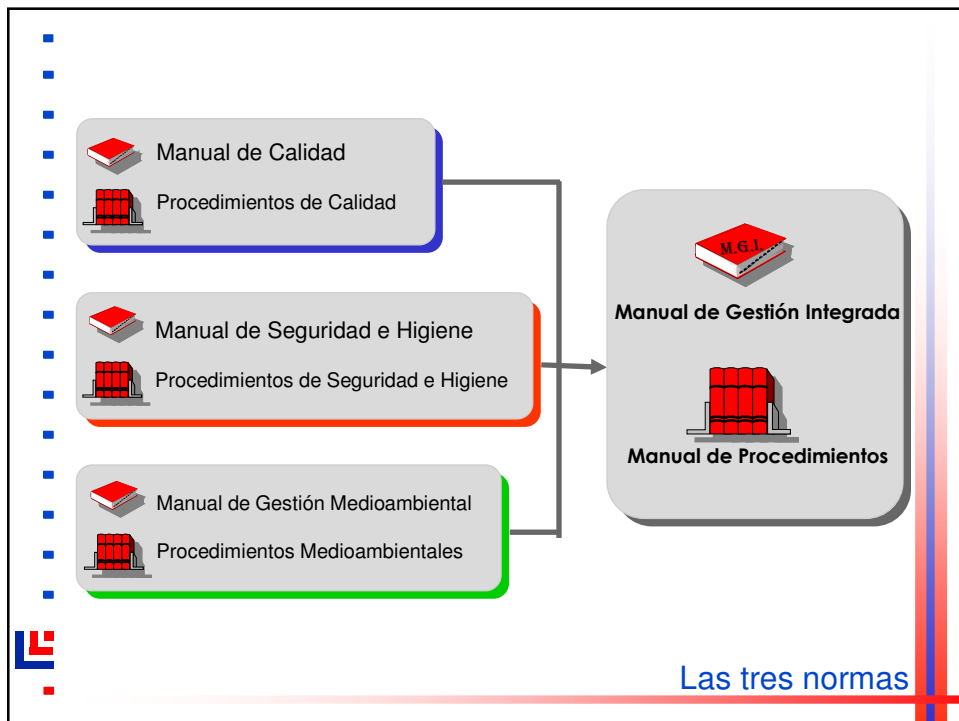 Manual de Calidad
Procedimientos de Calidad
Manual de Seguridad e Higiene
Procedimientos de Seguridad e Higiene
Manual de Gestión Medioambiental
Procedimientos Medioambientales
M.G.I.
Manual de Gestión Integrada
Manual de Procedimientos
Las tres normas